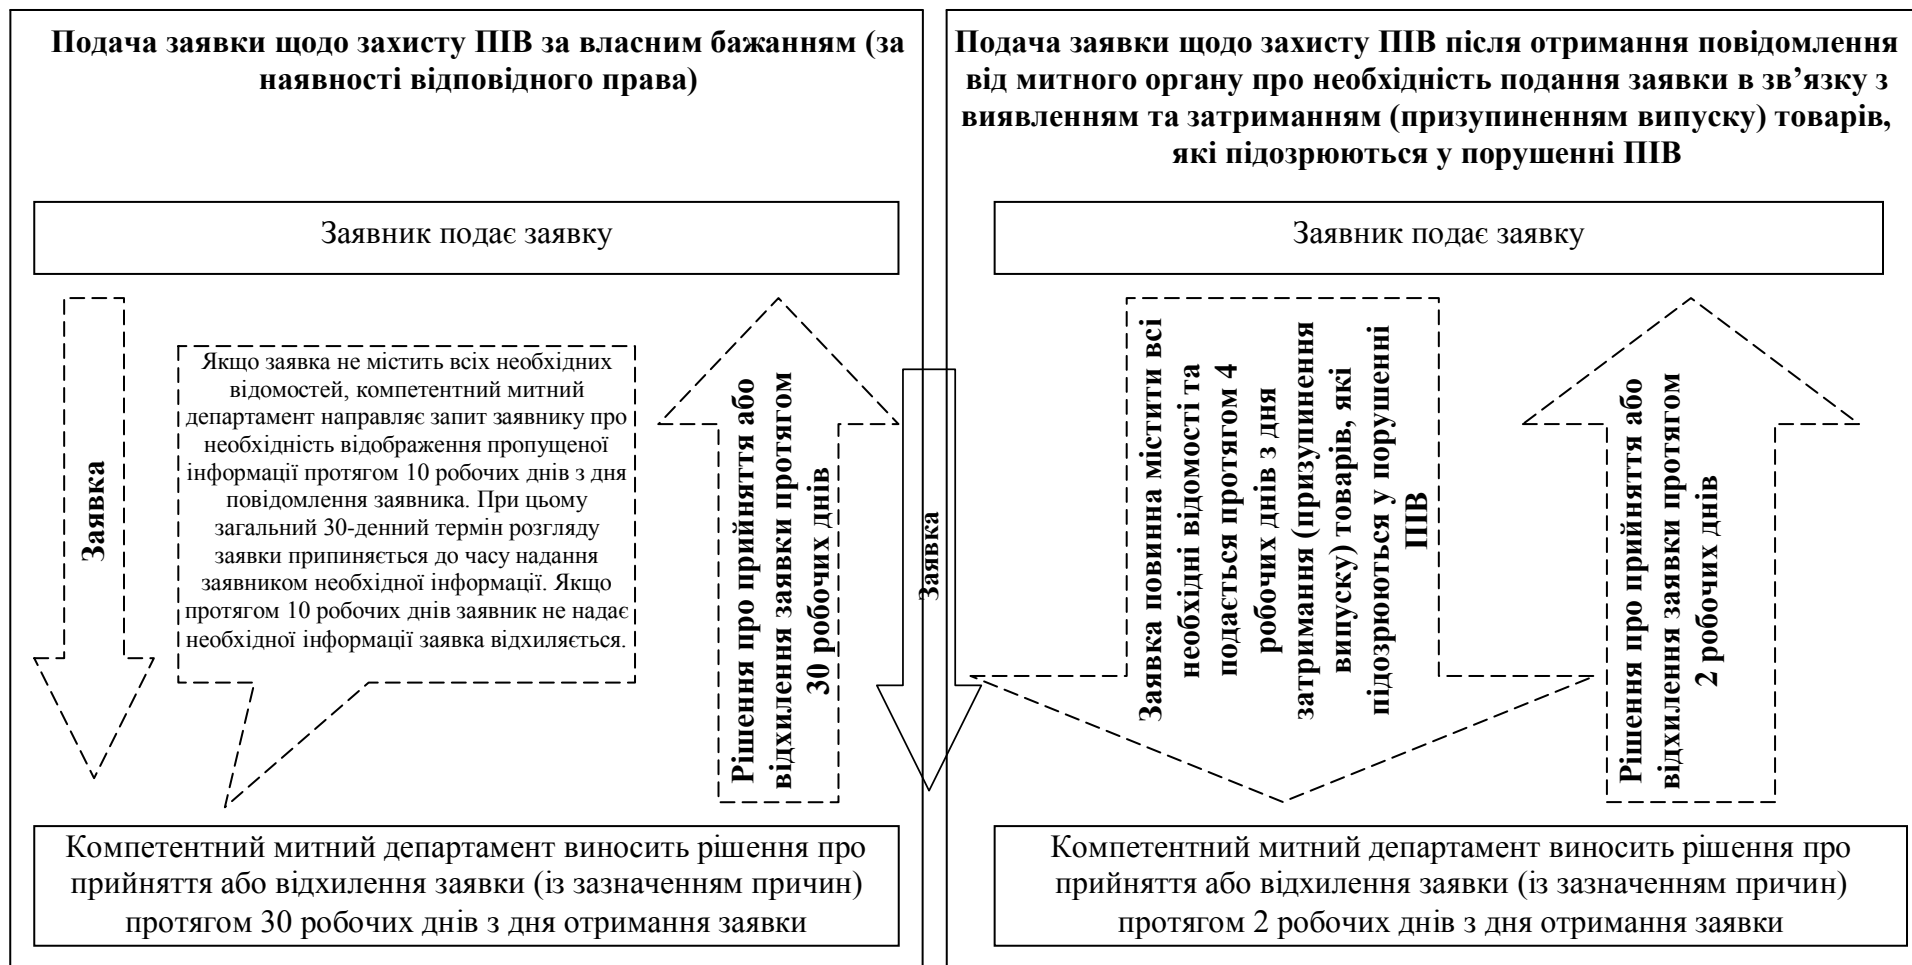 Подача заявки щодо захисту ПІВ за власним бажанням (за
наявності відповідного права)
Заявник подає заявку
Заявка
Якщо заявка не містить всіх необхідних
відомостей, компетентний митний
департамент направляє запит заявнику про
необхідність відображення пропущеної
інформації протягом 10 робочих днів з дня
повідомлення заявника. При цьому
загальний 30-денний термін розгляду
заявки припиняється до часу надання
заявником необхідної інформації. Якщо
протягом 10 робочих днів заявник не надає
необхідної інформації заявка відхиляється.
Рішення про прийняття або
відхилення заявки протягом
30 робочих днів
Компетентний митний департамент виносить рішення про
прийняття або відхилення заявки (із зазначенням причин)
протягом 30 робочих днів з дня отримання заявки
Заявка
Подача заявки щодо захисту ПІВ після отримання повідомлення
від митного органу про необхідність подання заявки в зв’язку з
виявленням та затриманням (призупиненням випуску) товарів,
які підозрюються у порушенні ПІВ
Заявник подає заявку
Заявка повинна містити всі
необхідні відомості та
подається протягом 4
робочих днів з дня
затримання (призупинення
випуску) товарів, які
підозрюються у порушенні
ПІВ
Рішення про прийняття або
відхилення заявки протягом
2 робочих днів
Компетентний митний департамент виносить рішення про
прийняття або відхилення заявки (із зазначенням причин)
протягом 2 робочих днів з дня отримання заявки